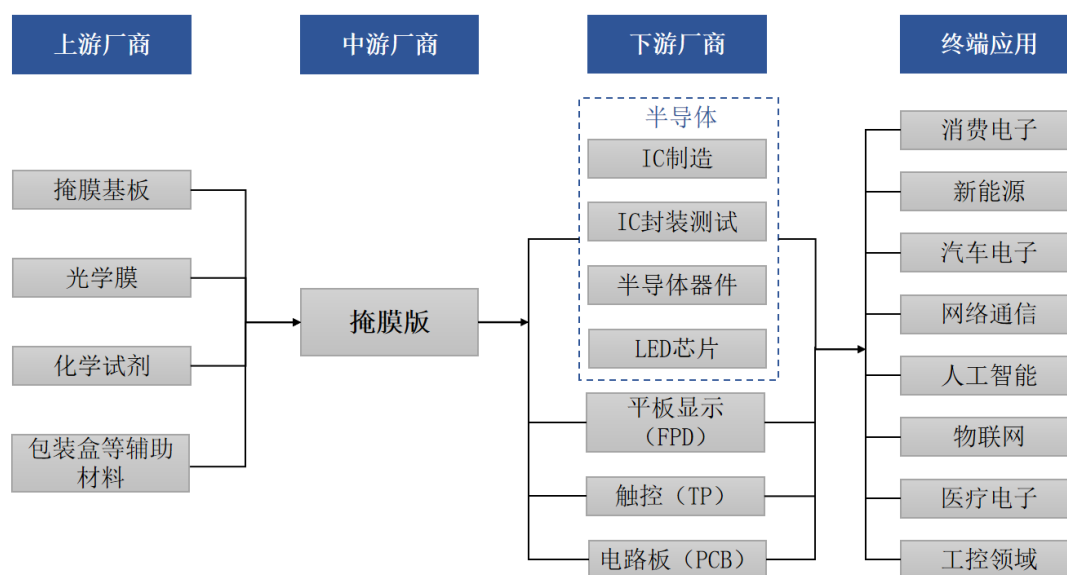 上游厂商
中游厂商
下游厂商
终端应用
掩膜基板
光学膜
化学试剂
包装盒等辅助
材料
掩膜版
半导体
IC制造
IC封装测试
半导体器件
LED芯片
平板显示
（FPD）
触控（TP）
电路板（PCB）
消费电子
新能源
汽车电子
网络通信
人工智能
物联网
医疗电子
工控领域